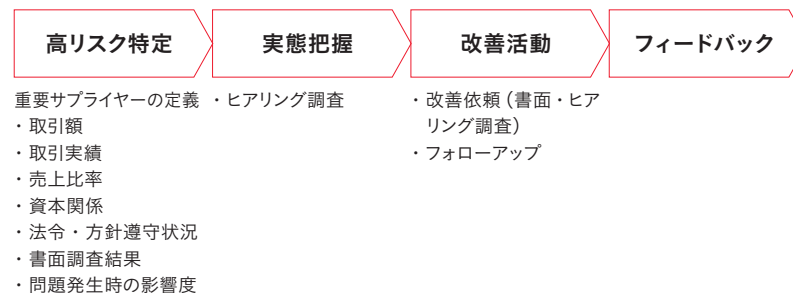 高リスク特定
実態把握
改善活動
フィードバック
重要サプライヤーの定義
・取引額
・取引実績
・売上比率
・資本関係
・法令・方針遵守状況
・書面調査結果
・問題発生時の影響度
・ヒアリング調査
・改善依頼（書面・ヒア
リング調査）
・フォローアップ